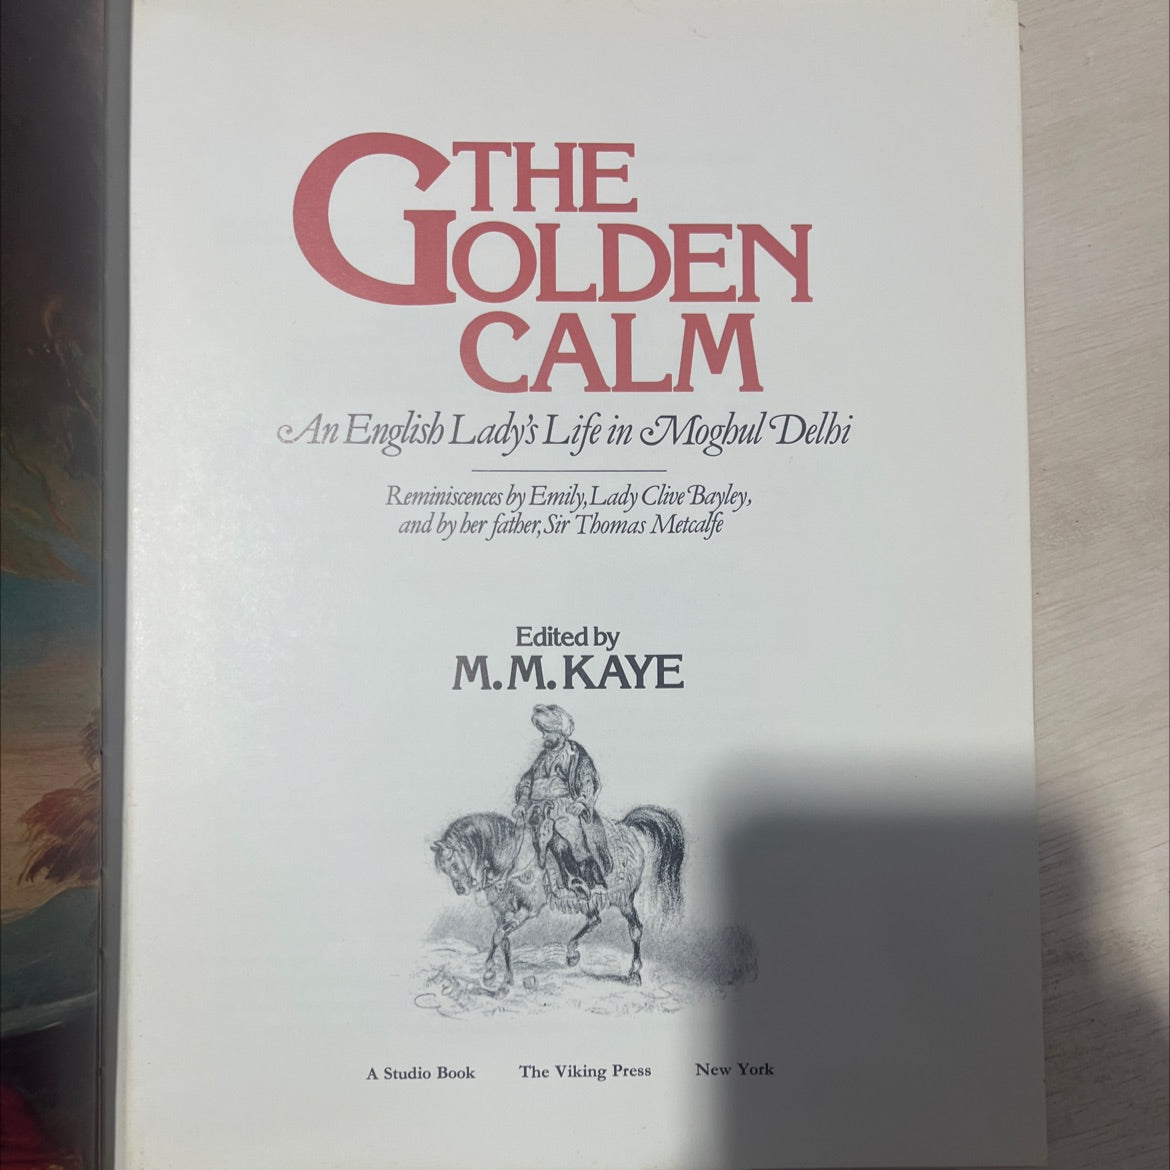 THE
GOLDEN
CALM
An English Lady's Life in Moghul Delhi
Reminiscences by Emily, Lady Clive Bayley,
and by her father, Sir Thomas Metcalfe
Edited by
M.M. KAYE
A Studio Book The Viking Press New York